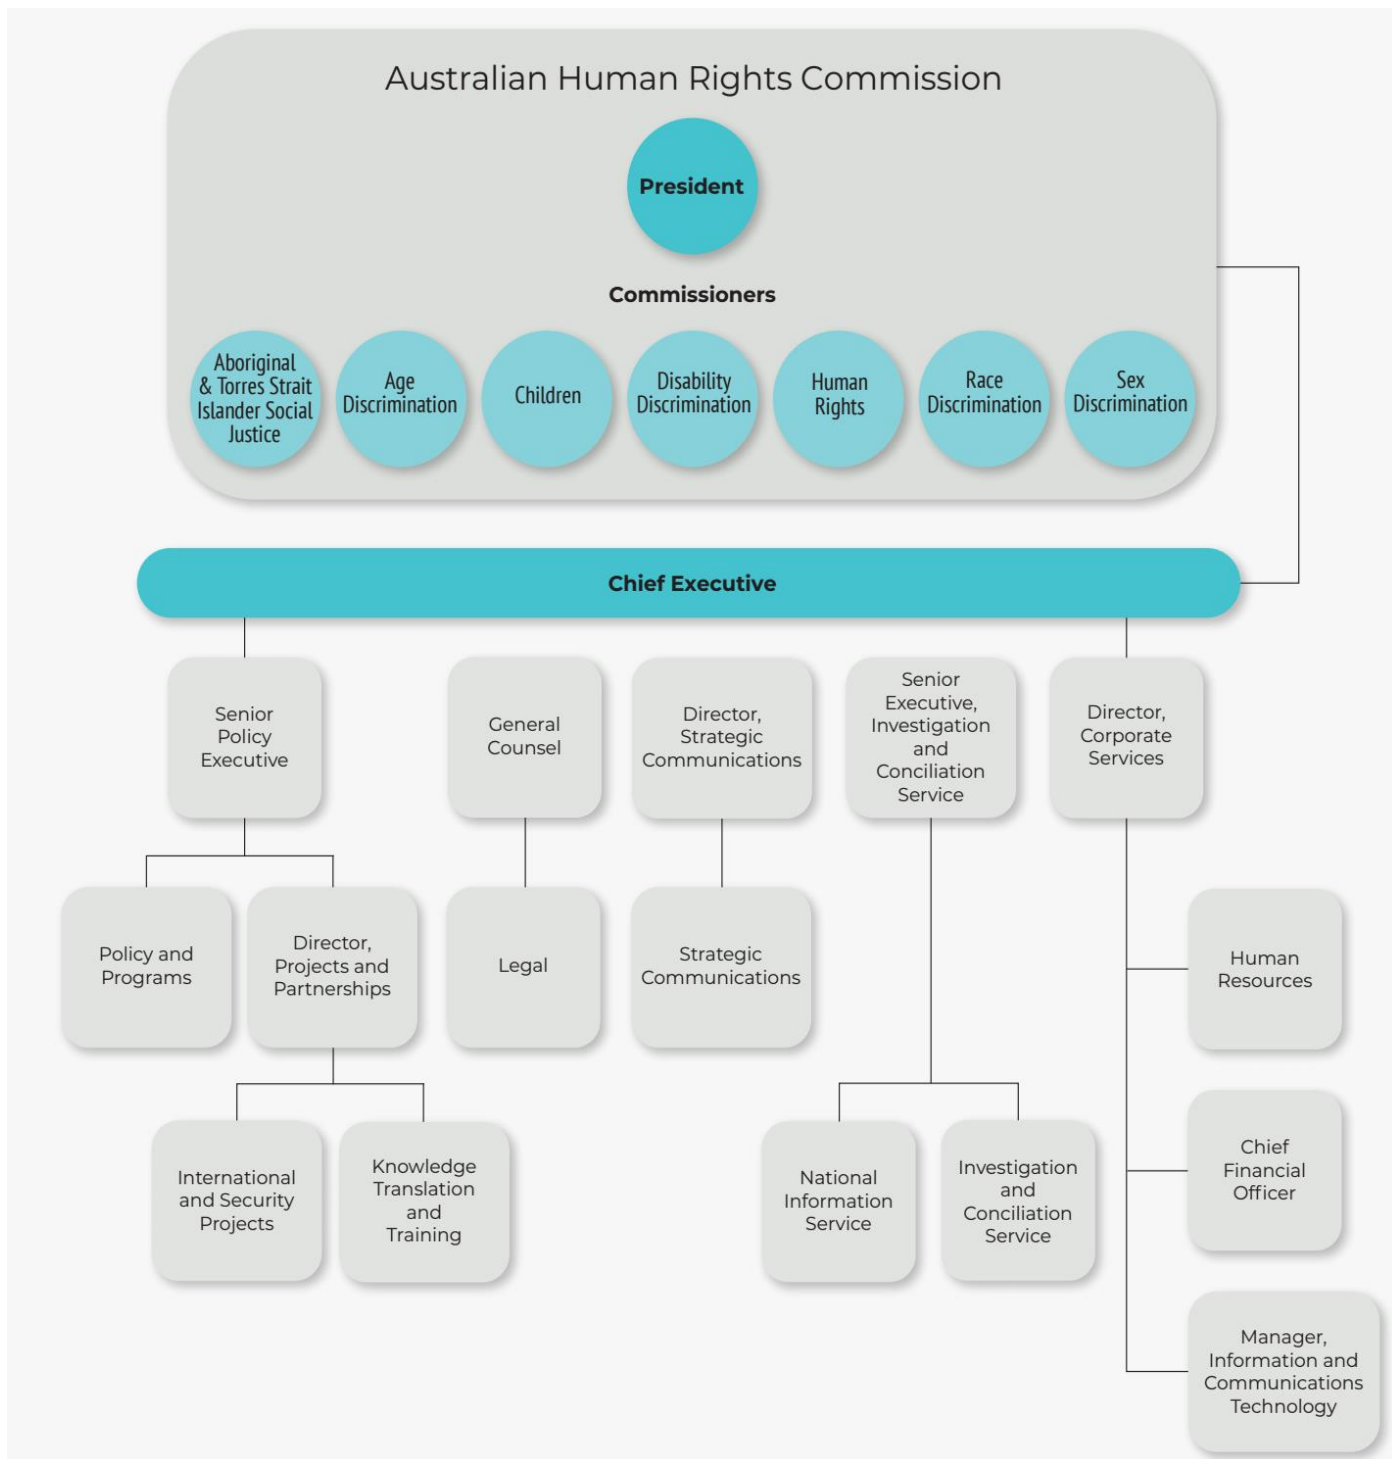 Australian Human Rights Commission
President
Commissioners
Aboriginal
& Torres Strait
Islander Social
Justice
Age
Discrimination
Children
Disability
Discrimination
Human
Rights
Race
Discrimination
Sex
Discrimination
Chief Executive
Senior
Policy
Executive
General
Counsel
Director,
Strategic
Communications
Senior
Executive,
Investigation
and
Conciliation
Service
Director,
Corporate
Services
Policy and
Programs
Director,
Projects and
Partnerships
Legal
Strategic
Communications
Human
Resources
International
and Security
Projects
Knowledge
Translation
and
Training
National
Information
Service
Investigation
and
Conciliation
Service
Chief
Financial
Officer
Manager,
Information and
Communications
Technology